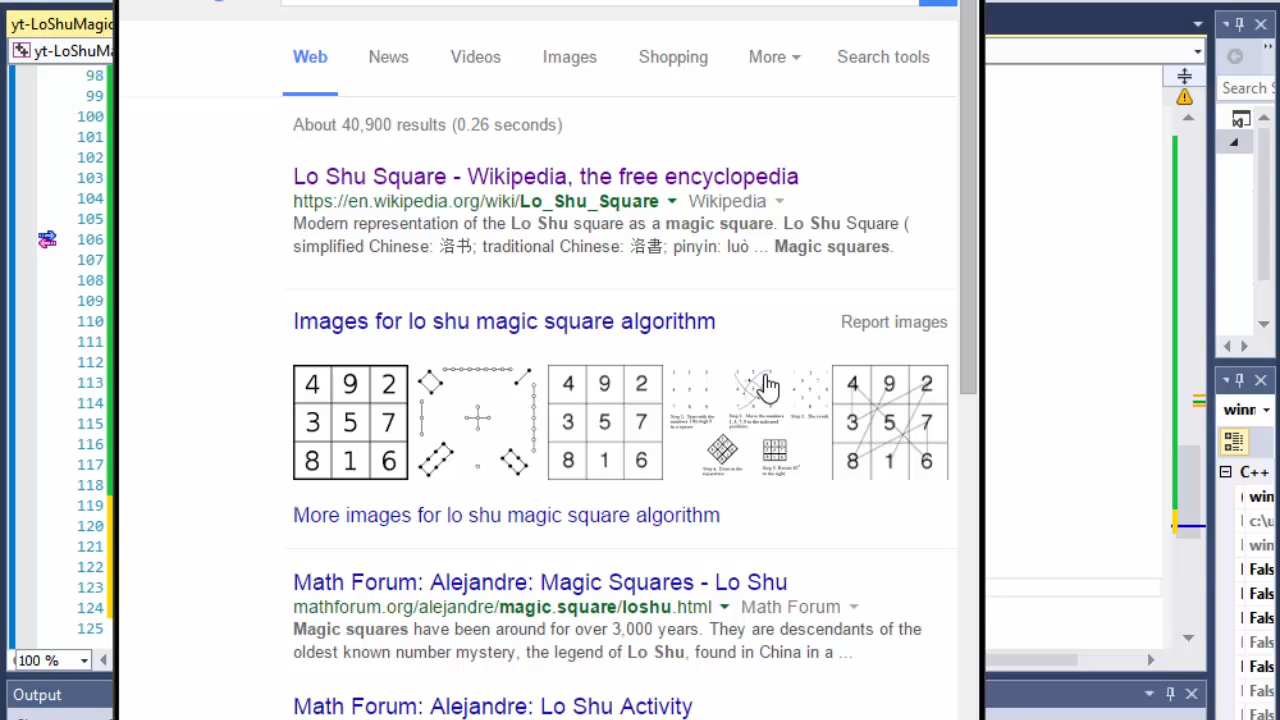 yt-LoShuMagic
yt-LoShuMa
98
99
100
101
102
103
104
105
106
107
108
109
110
111
112
113
114
115
116
117
118
119
120
121
122
123
124
125
100 %
Output
Web News Videos Images Shopping More Search tools
About 40,900 results (0.26 seconds)
Lo Shu Square - Wikipedia, the free encyclopedia
https://en.wikipedia.org/wiki/Lo_Shu_Square Wikipedia
Modern representation of the Lo Shu square as a magic square. Lo Shu Square (
simplified Chinese: 洛书; traditional Chinese: 洛書; pinyin: luò ... Magic squares.
Images for lo shu magic square algorithm Report images
4 9 2
3 5 7
8 1 6
4 9 2
3 5 7
8 1 6
4 9 2
3 5 7
8 1 6
More images for lo shu magic square algorithm
Math Forum: Alejandre: Magic Squares - Lo Shu
mathforum.org/alejandre/magic.square/loshu.html Math Forum
Magic squares have been around for over 3,000 years. They are descendants of the
oldest known number mystery, the legend of Lo Shu, found in China in a ...
Math Forum: Alejandre: Lo Shu Activity
Search S
winn
C++
win
c:\u
win
Fals
Fals
Fals
Fals
Fals
Fals
Fals